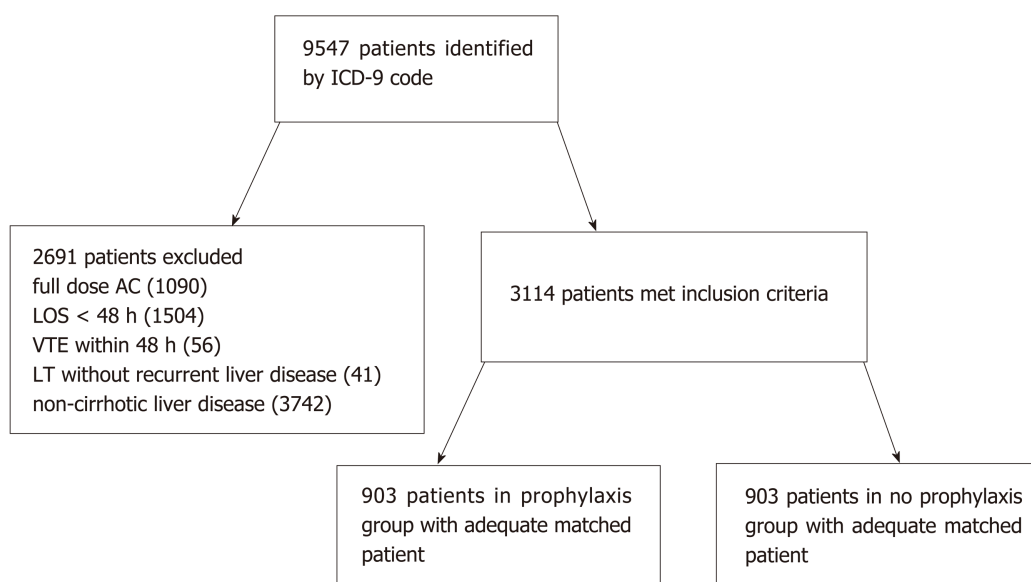 9547 patients identified
by ICD-9 code
2691 patients excluded
full dose AC (1090)
LOS < 48 h (1504)
VTE within 48 h (56)
LT without recurrent liver disease (41)
non-cirrhotic liver disease (3742)
3114 patients met inclusion criteria
903 patients in prophylaxis
group with adequate matched
patient
903 patients in no prophylaxis
group with adequate matched
patient